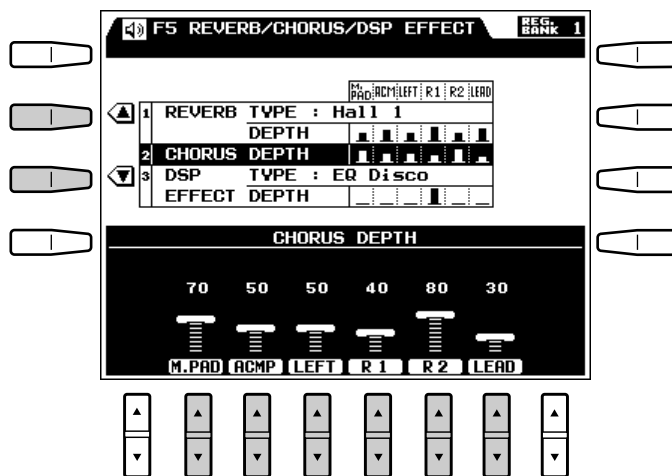 F5 REVERB/CHORUS/DSP EFFECT REG. BANK 1
M. PAD ACM LEFT R1 R2 LEAD
1 REVERB TYPE : Hall 1
DEPTH
2 CHORUS DEPTH
3 DSP TYPE : EQ Disco
EFFECT DEPTH
CHORUS DEPTH
70 50 50 40 80 30
M.PAD ACMP LEFT R1 R2 LEAD